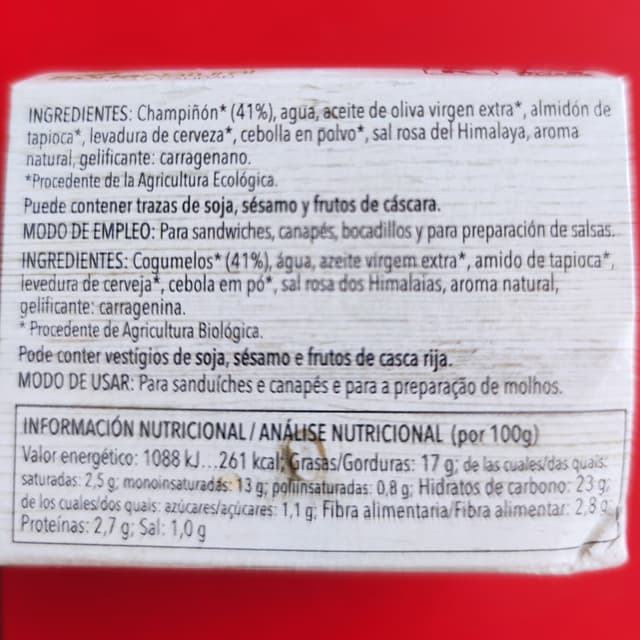 INGREDIENTES: Champiñón* (41%), agua, aceite de oliva virgen extra*, almidón de
tapioca*, levadura de cerveza*, cebolla en polvo*, sal rosa del Himalaya, aroma
natural, gelificante: carragenano.
*Procedente de la Agricultura Ecológica.
Puede contener trazas de soja, sésamo y frutos de cáscara.
MODO DE EMPLEO: Para sandwiches, canapés, bocadillos y para preparación de salsas.
INGREDIENTES: Cogumelos* (41%), água, azeite virgem extra*, amido de tapioca*,
levedura de cerveja*, cebola em pó*, sal rosa dos Himalaias, aroma natural,
gelificante: carragenina.
* Procedente de Agricultura Biológica.
Pode conter vestígios de soja, sésamo e frutos de casca rija.
MODO DE USAR: Para sanduíches e canapés e para a preparação de molhos.
INFORMACIÓN NUTRICIONAL / ANÁLISE NUTRICIONAL (por 100g)
Valor energético: 1088 kJ...261 kcal; Grasas/Gorduras: 17 g; de las cuales/das quais:
saturadas: 2,5 g; monoinsaturadas: 13 g; poliinsaturadas: 0,8 g; Hidratos de carbono: 23 g;
de los cuales/dos quais: azúcares/açúcares: 1,1 g; Fibra alimentaria/Fibra alimentar: 2,8 g;
Proteínas: 2,7 g; Sal: 1,0 g